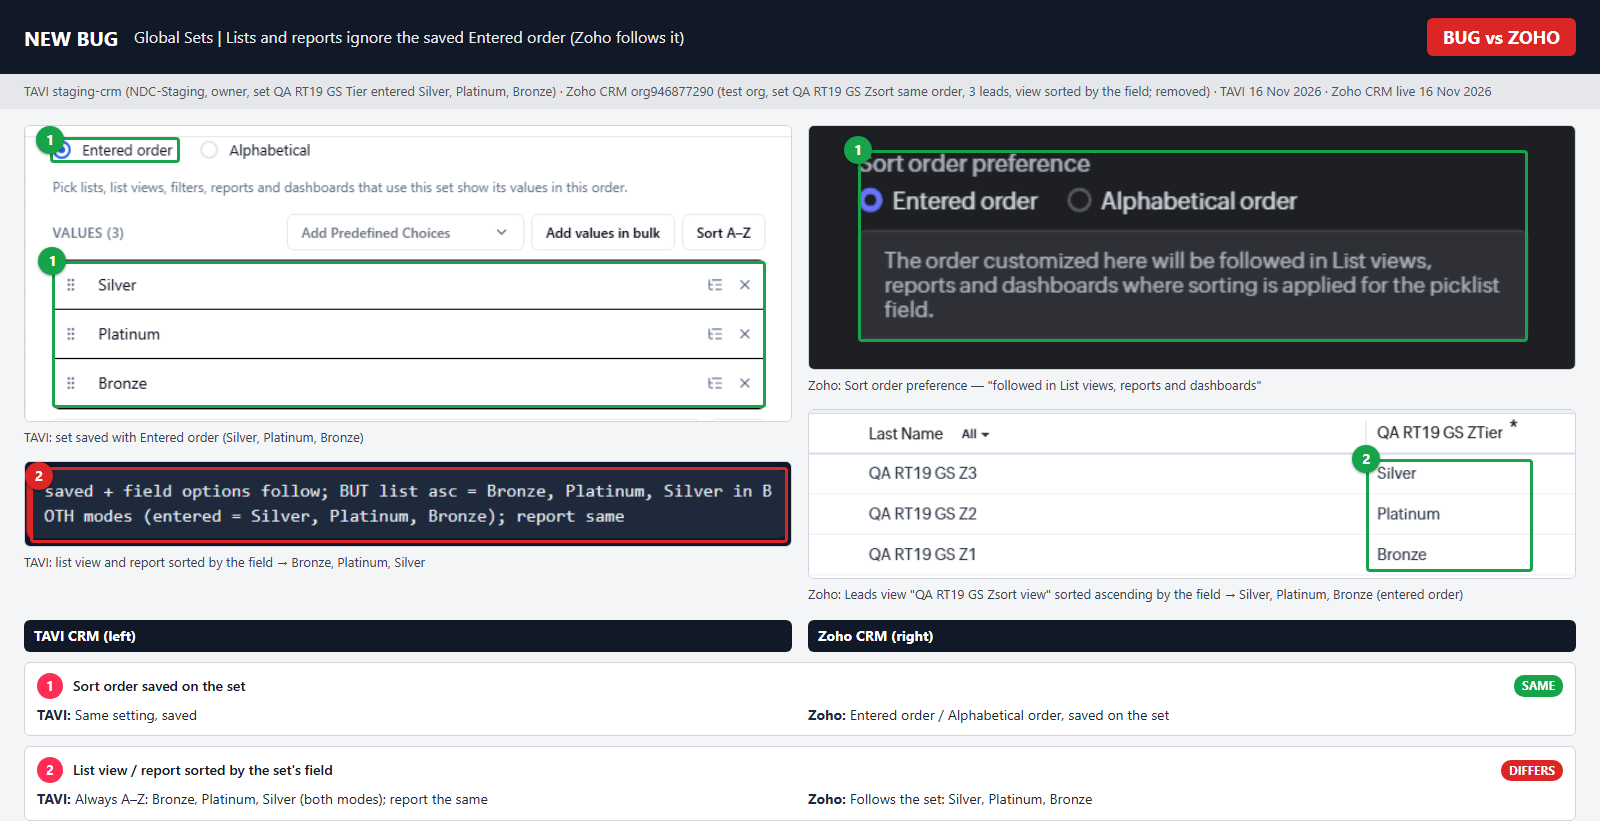 NEW BUG Global Sets | Lists and reports ignore the saved Entered order (Zoho follows it) BUG vs ZOHO
TAVI staging-crm (NDC-Staging, owner, set QA RT19 GS Tier entered Silver, Platinum, Bronze) · Zoho CRM org946877290 (test org, set QA RT19 GS Zsort same order, 3 leads, view sorted by the field; removed) · TAVI 16 Nov 2026 · Zoho CRM live 16 Nov 2026
1 Entered order Alphabetical
Pick lists, list views, filters, reports and dashboards that use this set show its values in this order.
VALUES (3) Add Predefined Choices Add values in bulk Sort A–Z
1
Silver
Platinum
Bronze
TAVI: set saved with Entered order (Silver, Platinum, Bronze)
2
saved + field options follow; BUT list asc = Bronze, Platinum, Silver in B
OTH modes (entered = Silver, Platinum, Bronze); report same
TAVI: list view and report sorted by the field → Bronze, Platinum, Silver
1
Sort order preference
Entered order Alphabetical order
The order customized here will be followed in List views,
reports and dashboards where sorting is applied for the picklist
field.
Zoho: Sort order preference — "followed in List views, reports and dashboards"
Last Name All QA RT19 GS ZTier *
2
QA RT19 GS Z3 Silver
QA RT19 GS Z2 Platinum
QA RT19 GS Z1 Bronze
Zoho: Leads view "QA RT19 GS Zsort view" sorted ascending by the field → Silver, Platinum, Bronze (entered order)
TAVI CRM (left) Zoho CRM (right)
1 Sort order saved on the set SAME
TAVI: Same setting, saved Zoho: Entered order / Alphabetical order, saved on the set
2 List view / report sorted by the set's field DIFFERS
TAVI: Always A–Z: Bronze, Platinum, Silver (both modes); report the same Zoho: Follows the set: Silver, Platinum, Bronze